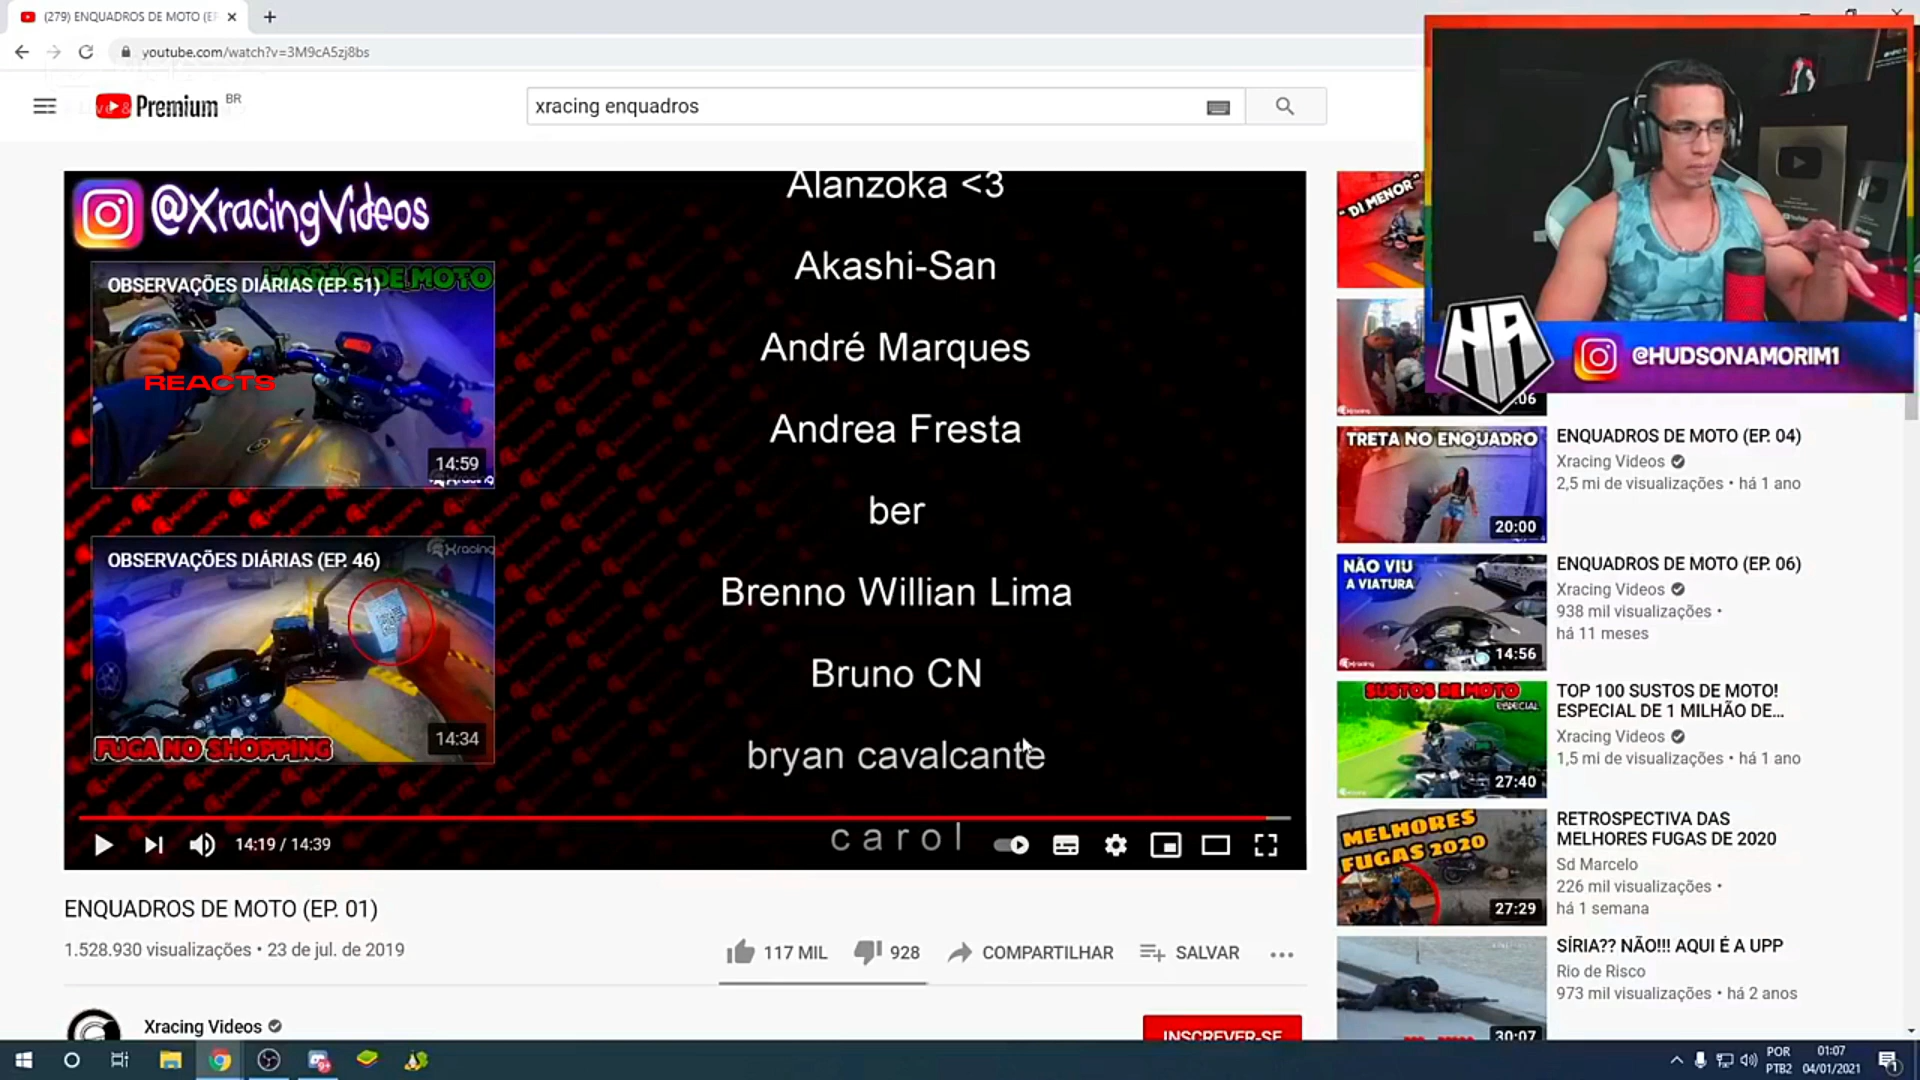 (279) ENQUADROS DE MOTO (EP
youtube.com/watch?v=3M9cA5zj8bs
Premium BR
xracing enquadros
@XracingVideos
OBSERVAÇÕES DIÁRIAS (EP. 51)
LADRÃO DE MOTO
REACTS
14:59
OBSERVAÇÕES DIÁRIAS (EP. 46)
Xracing
FUGA NO SHOPPING
14:34
Alanzoka <3
Akashi-San
André Marques
Andrea Fresta
ber
Brenno Willian Lima
Bruno CN
bryan cavalcante
carol
14:19 / 14:39
ENQUADROS DE MOTO (EP. 01)
1.528.930 visualizações • 23 de jul. de 2019
117 MIL
928
COMPARTILHAR
SALVAR
Xracing Videos
INSCREVER-SE
"DI MENOR"
HA
@HUDSONAMORIM1
:06
TRETA NO ENQUADRO
20:00
ENQUADROS DE MOTO (EP. 04)
Xracing Videos
2,5 mi de visualizações • há 1 ano
NÃO VIU
A VIATURA
14:56
ENQUADROS DE MOTO (EP. 06)
Xracing Videos
938 mil visualizações •
há 11 meses
SUSTOS DE MOTO
ESPECIAL
27:40
TOP 100 SUSTOS DE MOTO!
ESPECIAL DE 1 MILHÃO DE...
Xracing Videos
1,5 mi de visualizações • há 1 ano
MELHORES
FUGAS 2020
27:29
RETROSPECTIVA DAS
MELHORES FUGAS DE 2020
Sd Marcelo
226 mil visualizações •
há 1 semana
30:07
SÍRIA?? NÃO!!! AQUI É A UPP
Rio de Risco
973 mil visualizações • há 2 anos
POR
PTB2
01:07
04/01/2021